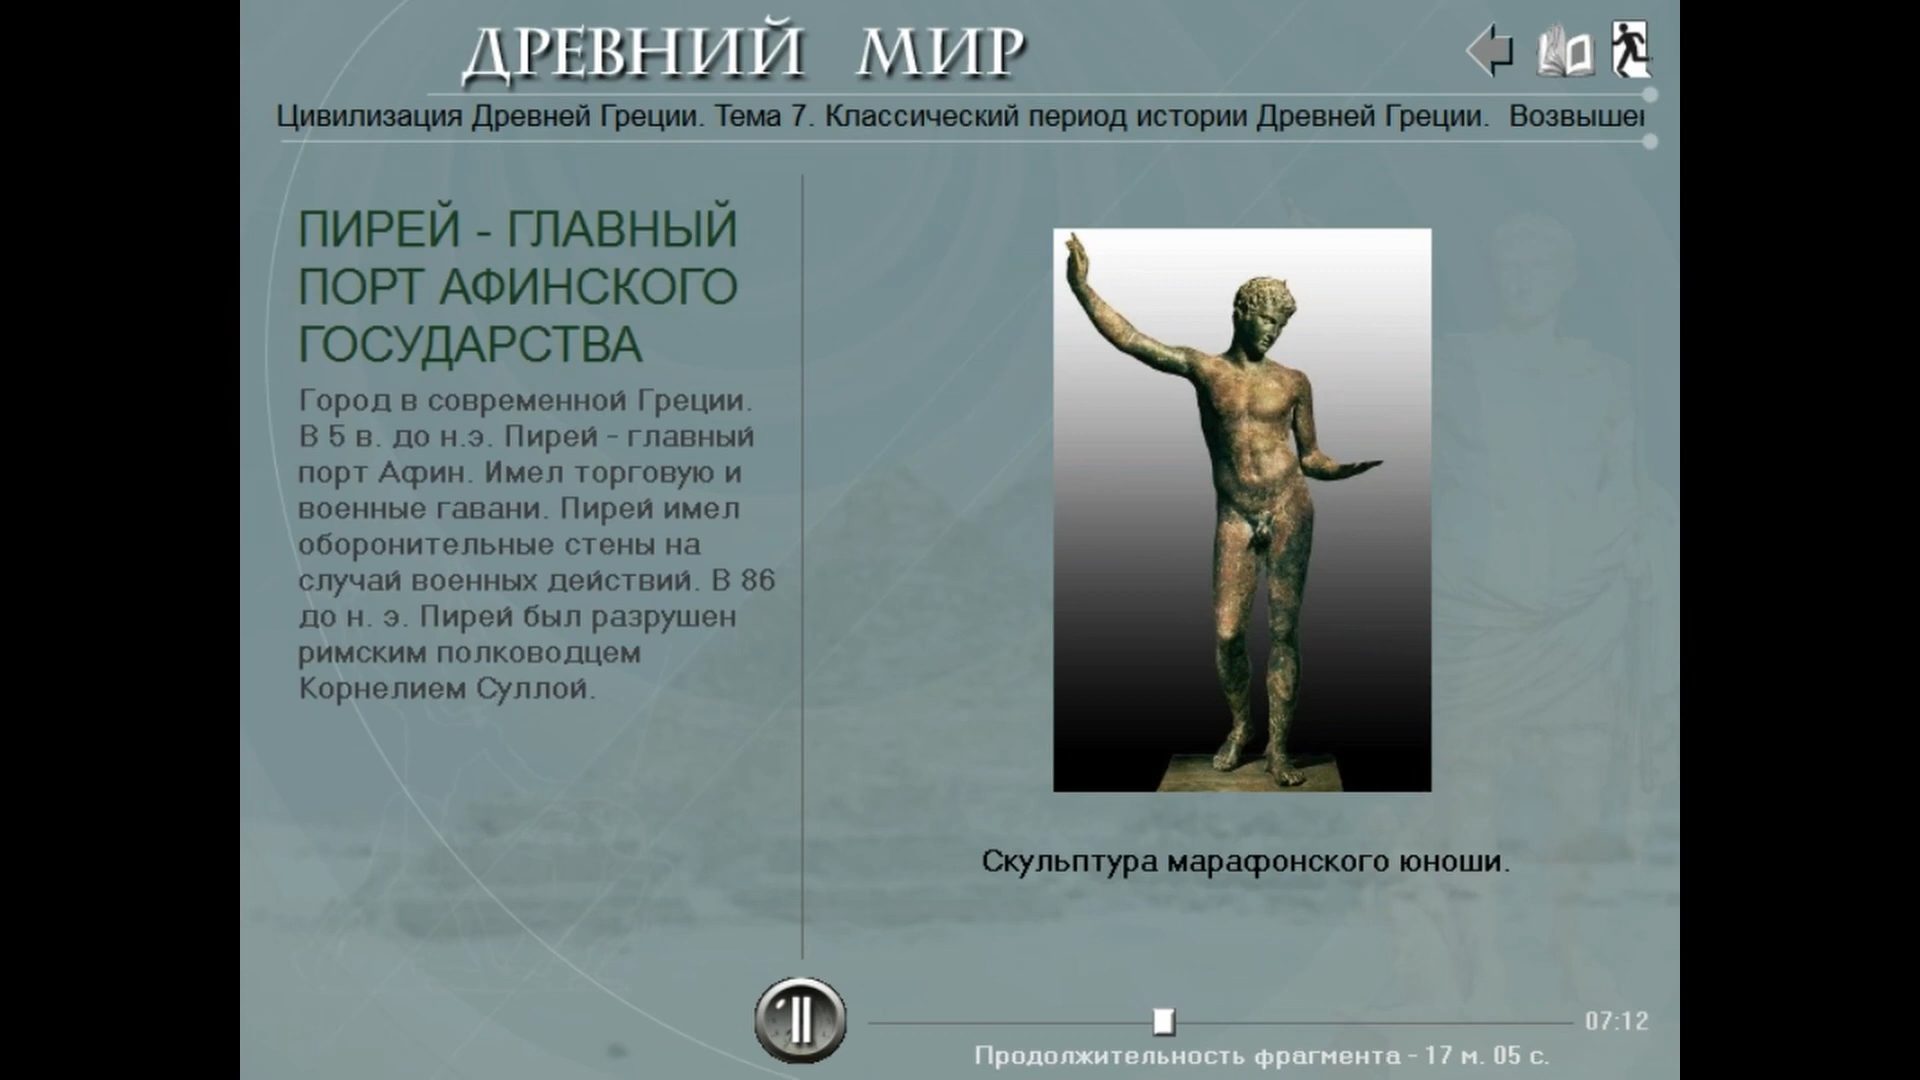 ДРЕВНИЙ МИР
Цивилизация Древней Греции. Тема 7. Классический период истории Древней Греции. Возвыше
ПИРЕЙ - ГЛАВНЫЙ
ПОРТ АФИНСКОГО
ГОСУДАРСТВА
Город в современной Греции.
В 5 в. до н.э. Пирей - главный
порт Афин. Имел торговую и
военные гавани. Пирей имел
оборонительные стены на
случай военных действий. В 86
до н. э. Пирей был разрушен
римским полководцем
Корнелием Суллой.
Скульптура марафонского юноши.
07:12
Продолжительность фрагмента - 17 м. 05 с.